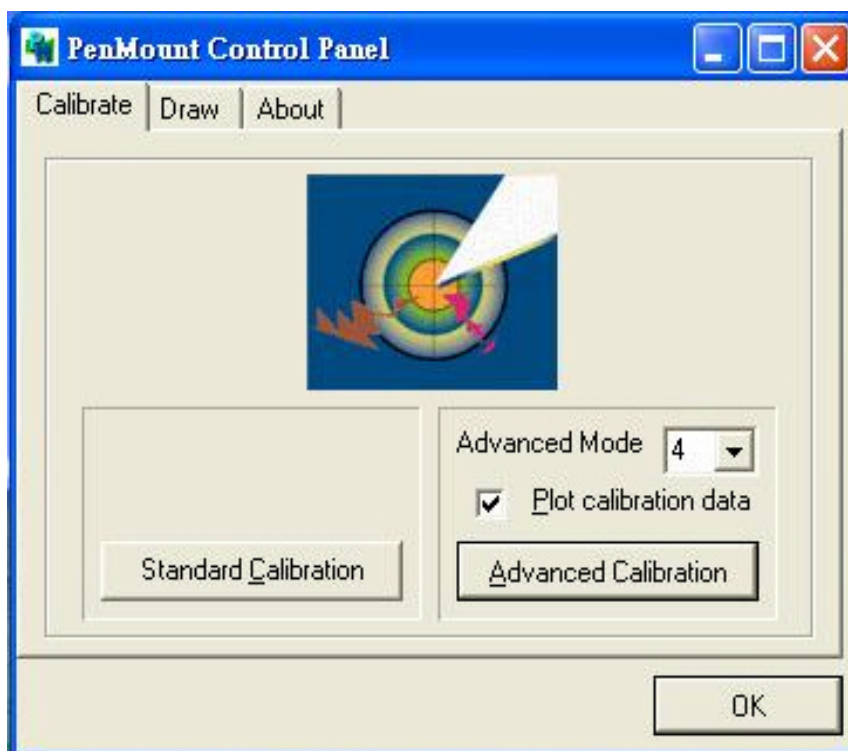 PenMount Control Panel
Calibrate Draw About
Advanced Mode 4
Plot calibration data
Standard Calibration
Advanced Calibration
OK